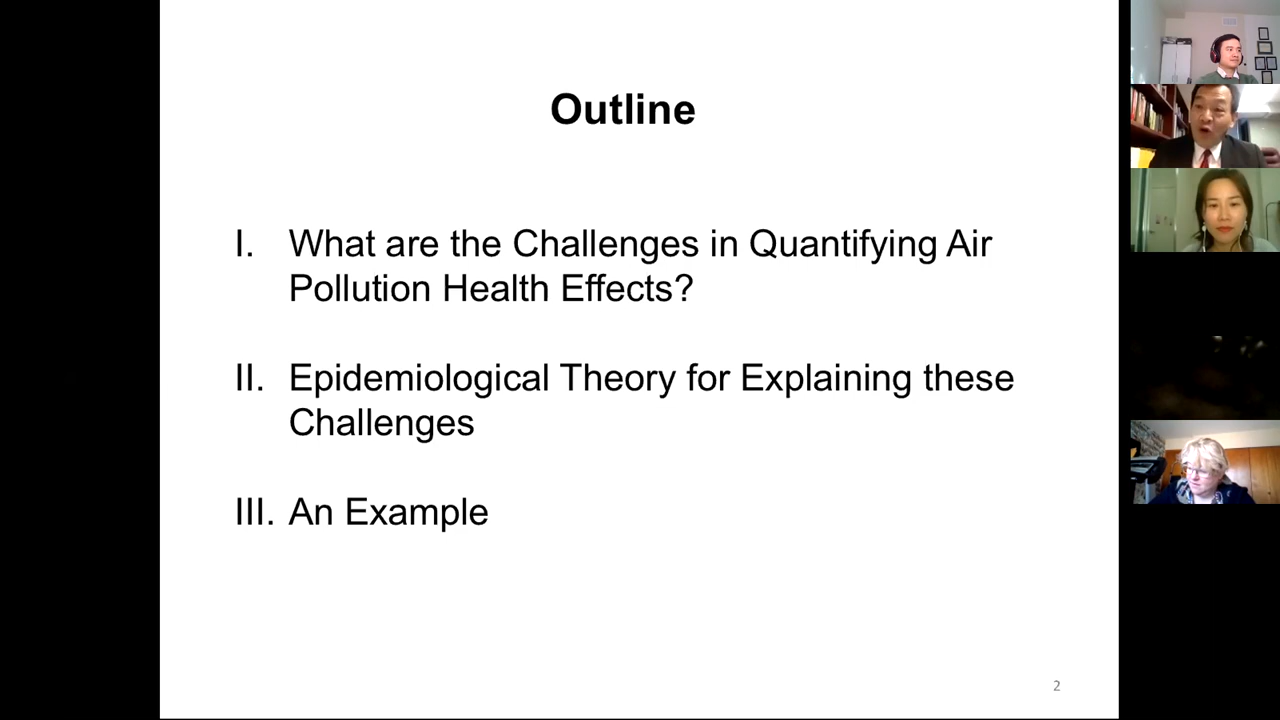 Outline
I. What are the Challenges in Quantifying Air
Pollution Health Effects?
II. Epidemiological Theory for Explaining these
Challenges
III. An Example
2